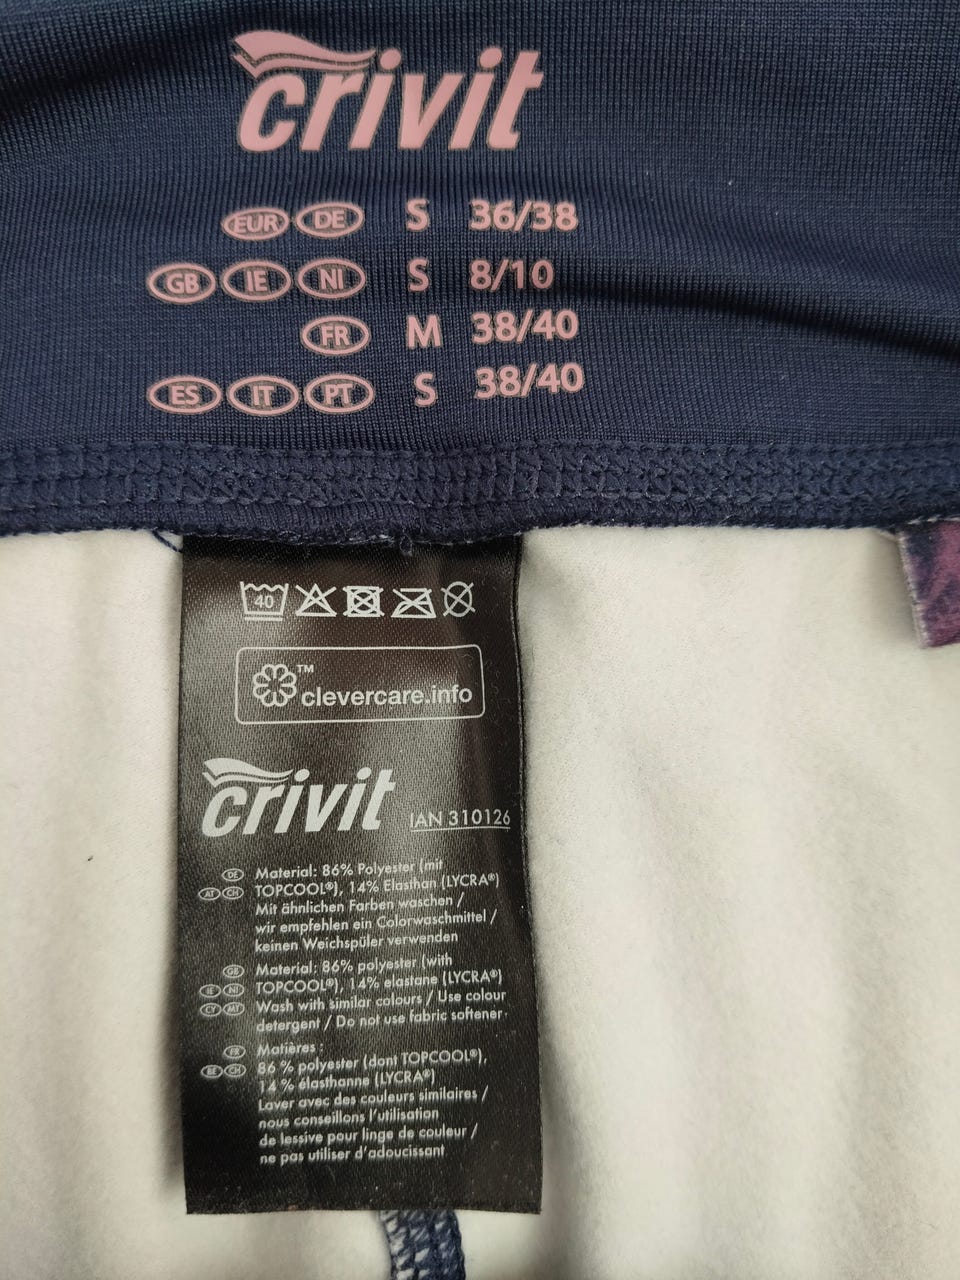 crivit
EUR DE S 36/38
GB IE NI S 8/10
FR M 38/40
ES IT PT S 38/40
40
TM
clevercare.info
crivit IAN 310126
DE Material: 86% Polyester (mit
AT CH TOPCOOL®), 14% Elasthan (LYCRA®)
Mit ähnlichen Farben waschen /
wir empfehlen ein Colorwaschmittel /
keinen Weichspüler verwenden
GB Material: 86% polyester (with
IE NI TOPCOOL®), 14% elastane (LYCRA®)
CY MT Wash with similar colours / Use colour
detergent / Do not use fabric softener
FR Matières :
BE CH 86 % polyester (dont TOPCOOL®),
14 % élasthanne (LYCRA®)
Laver avec des couleurs similaires /
nous conseillons l'utilisation
de lessive pour linge de couleur /
ne pas utiliser d'adoucissant